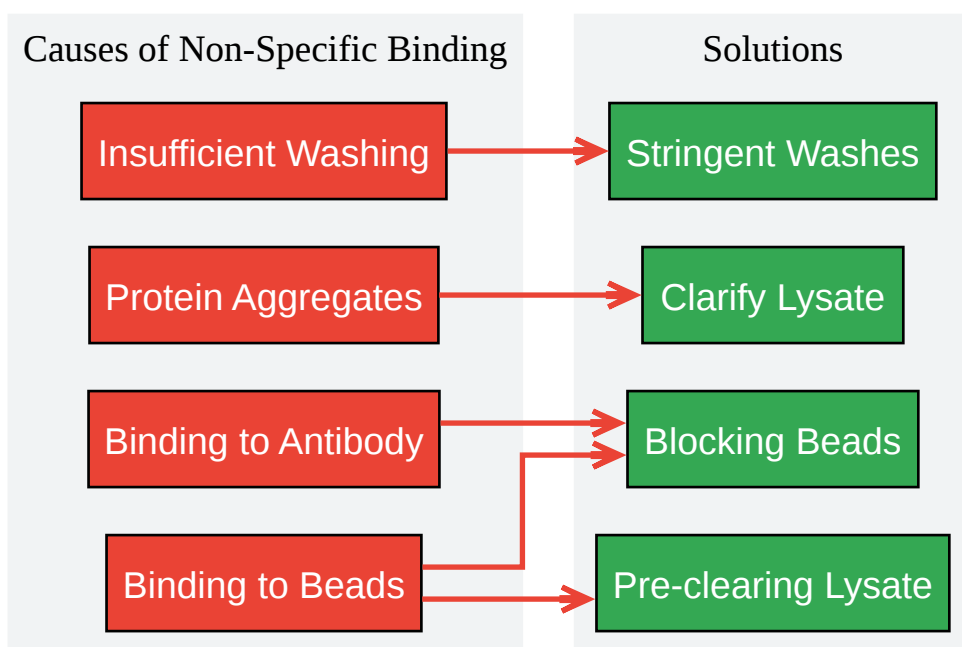 Causes of Non-Specific Binding
Insufficient Washing
Protein Aggregates
Binding to Antibody
Binding to Beads
Solutions
Stringent Washes
Clarify Lysate
Blocking Beads
Pre-clearing Lysate